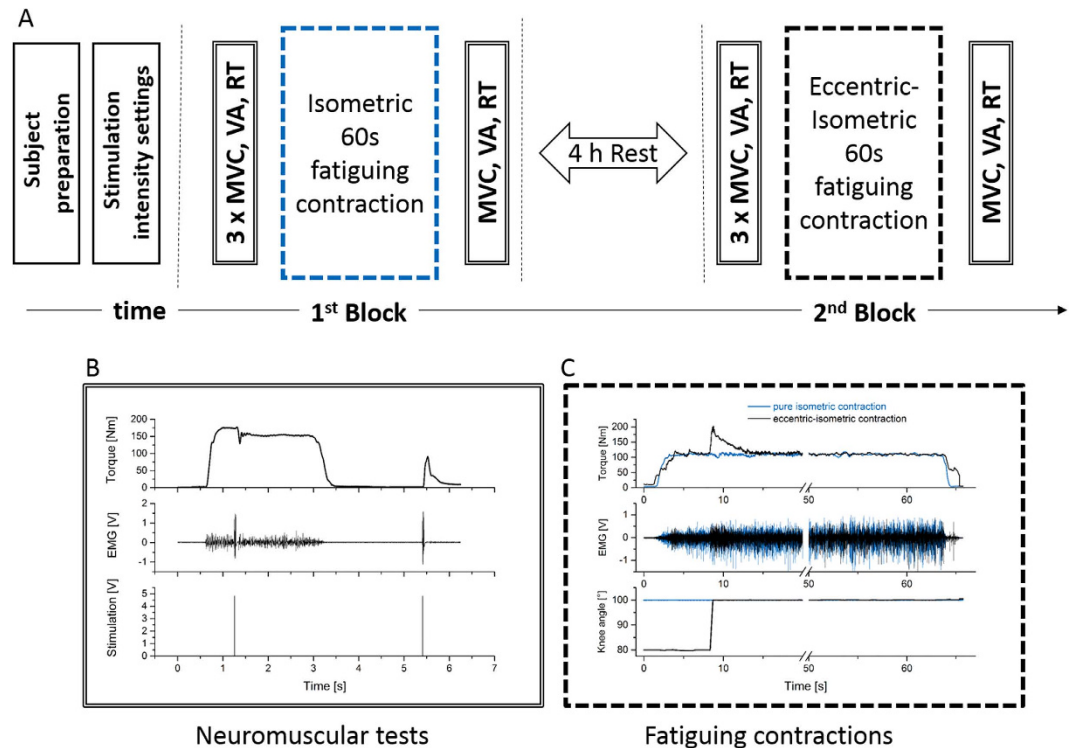 A
Subject
preparation
Stimulation
intensity settings
3 x MVC, VA, RT
Isometric
60s
fatiguing
contraction
MVC, VA, RT
4 h Rest
3 x MVC, VA, RT
Eccentric-
Isometric
60s
fatiguing
contraction
MVC, VA, RT
time
1st Block
2nd Block
B
Torque [Nm]
200
150
100
50
0
EMG [V]
2
1
0
-1
Stimulation [V]
5
4
3
2
1
0
0 1 2 3 4 5 6 7
Time [s]
Neuromuscular tests
C
pure isometric contraction
eccentric-isometric contraction
Torque [Nm]
200
150
100
50
0
0 10 50 60
EMG [V]
1
0
-1
0 10 50 60
Knee angle [°]
100
90
80
0 10 50 60
Time [s]
Fatiguing contractions